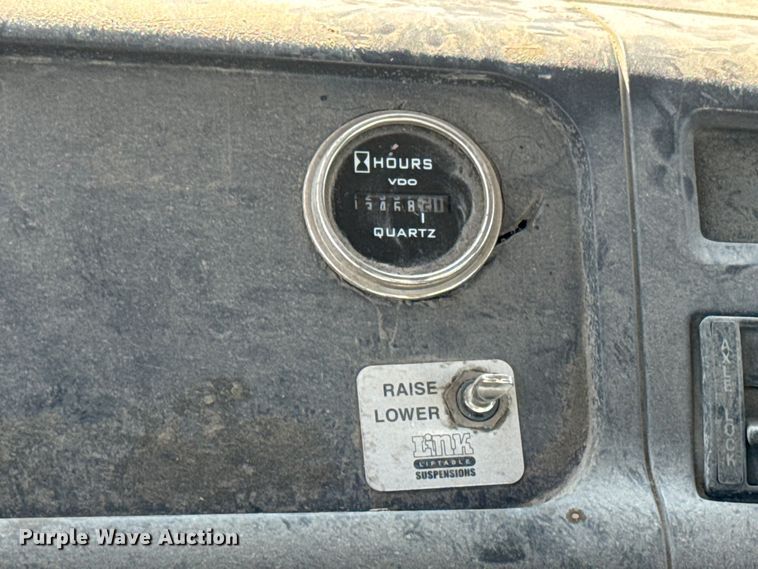 HOURS
VDO
QUARTZ
RAISE
LOWER
Link
LIFTABLE
SUSPENSIONS
AXLE LOCK
Purple Wave Auction